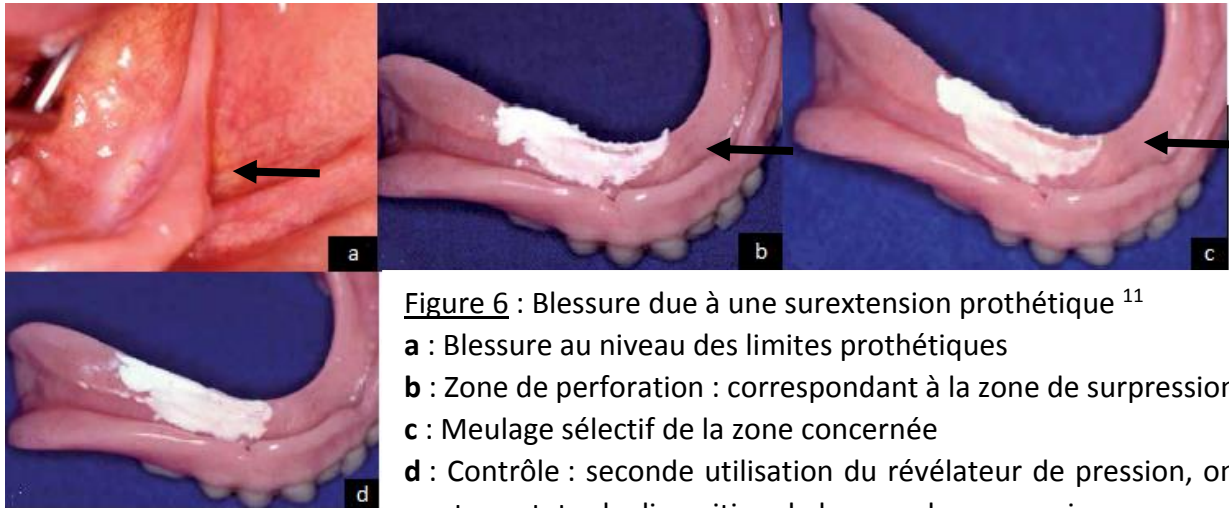 a
b
c
d
Figure 6 : Blessure due à une surextension prothétique 11
a : Blessure au niveau des limites prothétiques
b : Zone de perforation : correspondant à la zone de surpression
c : Meulage sélectif de la zone concernée
d : Contrôle : seconde utilisation du révélateur de pression, on